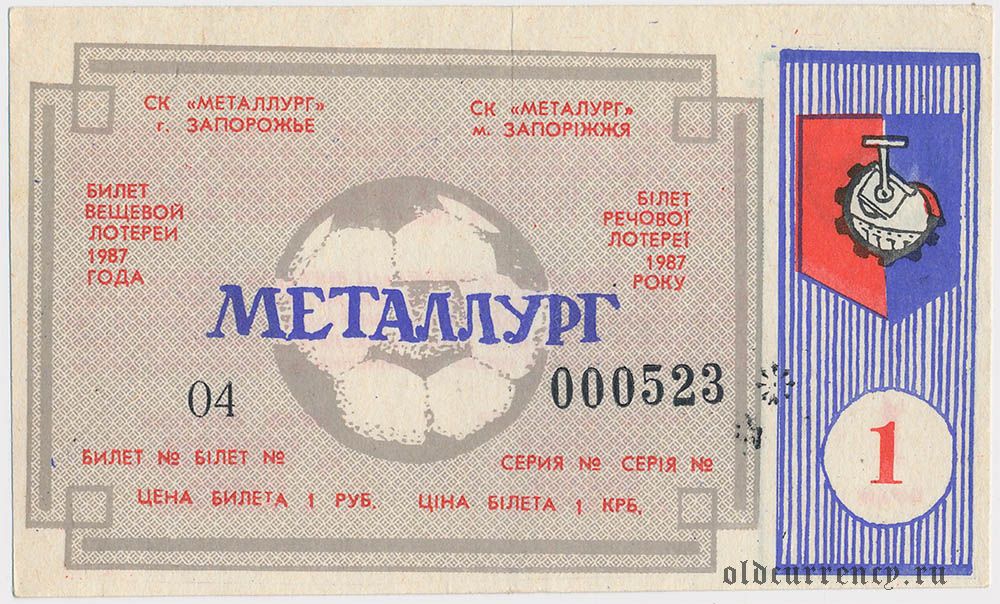 СК «МЕТАЛЛУРГ»
г. ЗАПОРОЖЬЕ
СК «МЕТАЛУРГ»
м. ЗАПОРІЖЖЯ
БИЛЕТ
ВЕЩЕВОЙ
ЛОТЕРЕИ
1987
ГОДА
БІЛЕТ
РЕЧОВОЇ
ЛОТЕРЕЇ
1987
РОКУ
МЕТАЛЛУРГ
04
000523
БИЛЕТ № БІЛЕТ №
СЕРИЯ № СЕРІЯ №
ЦЕНА БИЛЕТА 1 РУБ.
ЦІНА БІЛЕТА 1 КРБ.
1
oldcurrency.ru